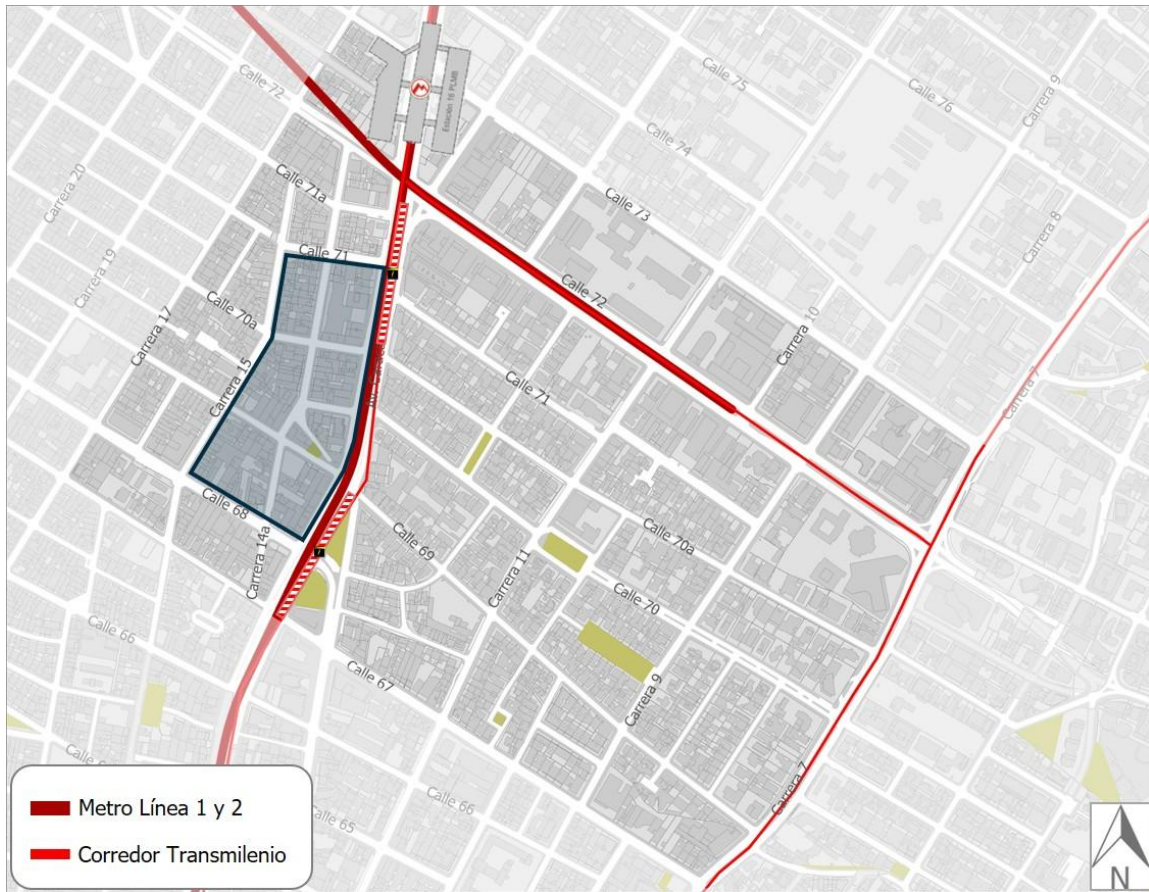 Calle 72
Calle 75
Carrera 9
Calle 76
Estación 16 PLMB
Calle 74
Carrera 20
Calle 71a
Calle 73
Carrera 8
Calle 71
Carrera 19
Calle 72
Calle 70a
Carrera 10
Carrera 17
Carrera 15
Calle 71
Carrera 7
Calle 68
Calle 69
Calle 70a
Carrera 14a
Carrera 11
Calle 70
Calle 66
Calle 67
Carrera 9
Carrera 7
Calle 66
Calle 65
Metro Línea 1 y 2
Corredor Transmilenio
N